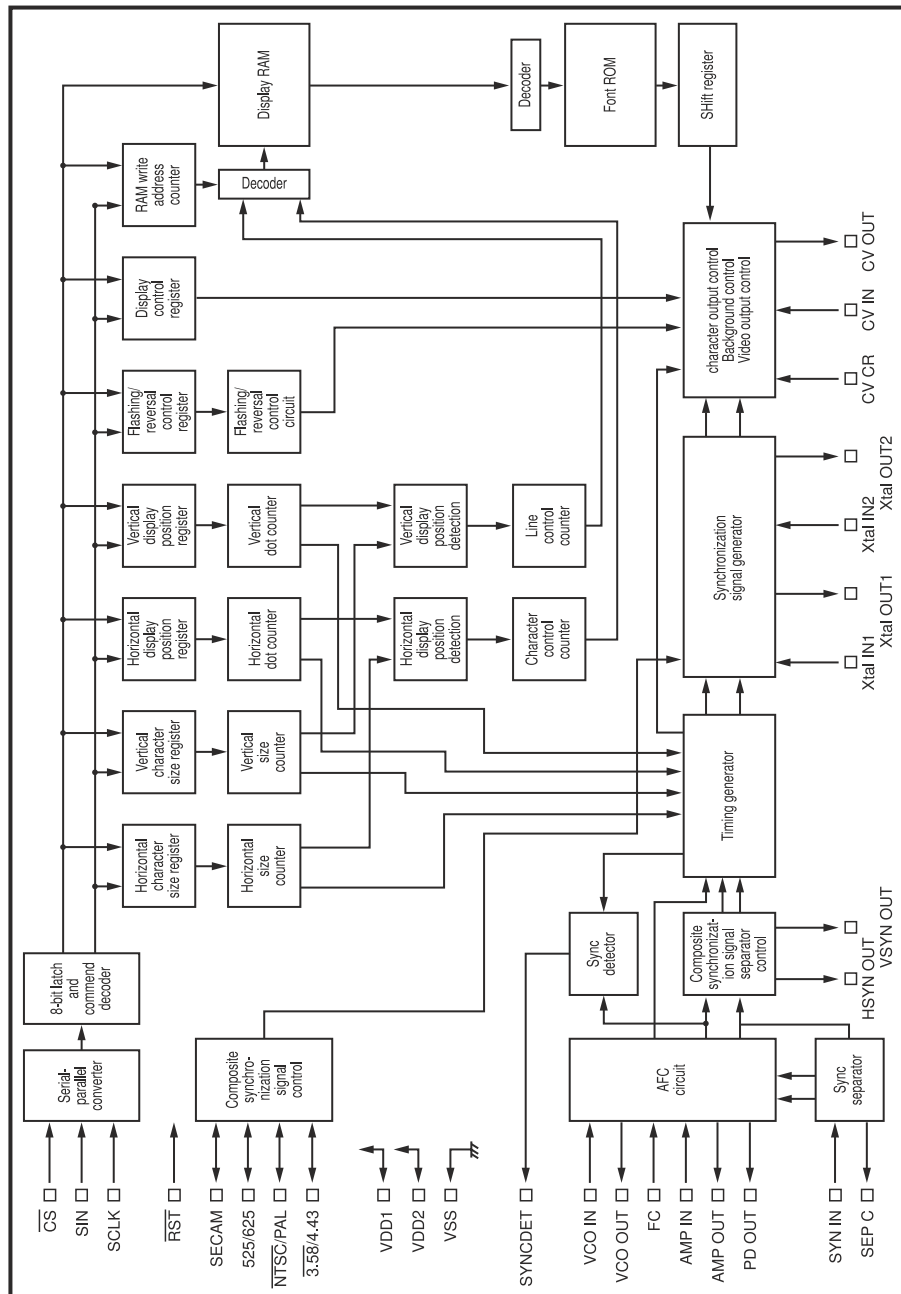 CS
SIN
SCLK
RST
SECAM
525/625
NTSC/PAL
3.58/4.43
VDD1
VDD2
VSS
SYNCDET
VCO IN
VCO OUT
FC
AMP IN
AMP OUT
PD OUT
SYN IN
SEP C
Serial-
parallel
converter
8-bit latch
and
commend
decoder
Composite
synchro-
nization
signal
control
AFC
circuit
Sync
separator
Sync
detector
Composite
synchronizat-
ion signal
separator
control
HSYN OUT
VSYN OUT
Horizontal
character
size register
Horizontal
size
counter
Vertical
character
size register
Vertical
size
counter
Timing generator
Horizontal
display
position
register
Horizontal
dot counter
Horizontal
display
position
detection
Character
control
counter
Vertical
display
position
register
Vertical
dot counter
Vertical
display
position
detection
Line
control
counter
Synchronization
signal generator
Xtal IN1
Xtal OUT1
Xtal IN2
Xtal OUT2
Flashing/
reversal
control
register
Flashing/
reversal
control
circuit
Display
control
register
character output control
Background control
Video output control
CV CR
CV IN
CV OUT
RAM write
address
counter
Decoder
Display RAM
Decoder
Font ROM
SHift register